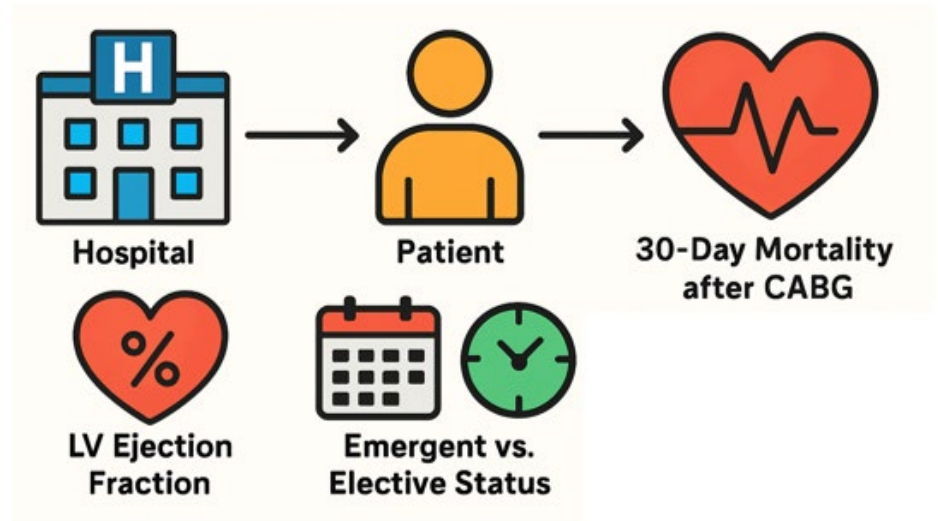 H
Hospital
Patient
30-Day Mortality
after CABG
%
LV Ejection
Fraction
Emergent vs.
Elective Status